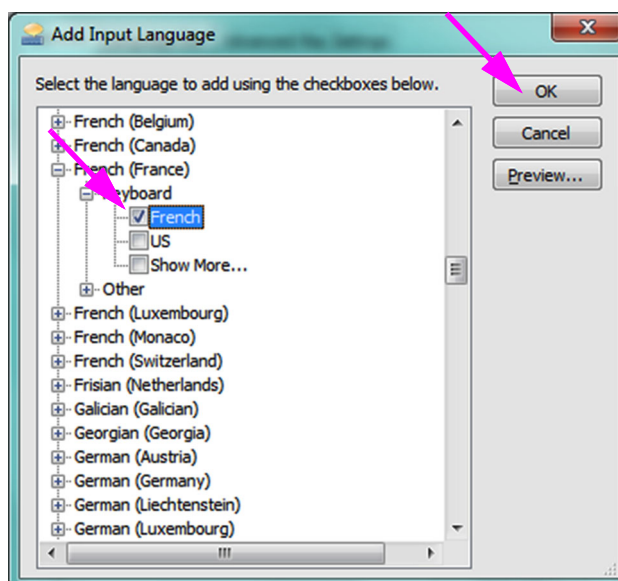 Add Input Language
Select the language to add using the checkboxes below.
OK
Cancel
Preview...
French (Belgium)
French (Canada)
French (France)
Keyboard
French
US
Show More...
Other
French (Luxembourg)
French (Monaco)
French (Switzerland)
Frisian (Netherlands)
Galician (Galician)
Georgian (Georgia)
German (Austria)
German (Germany)
German (Liechtenstein)
German (Luxembourg)